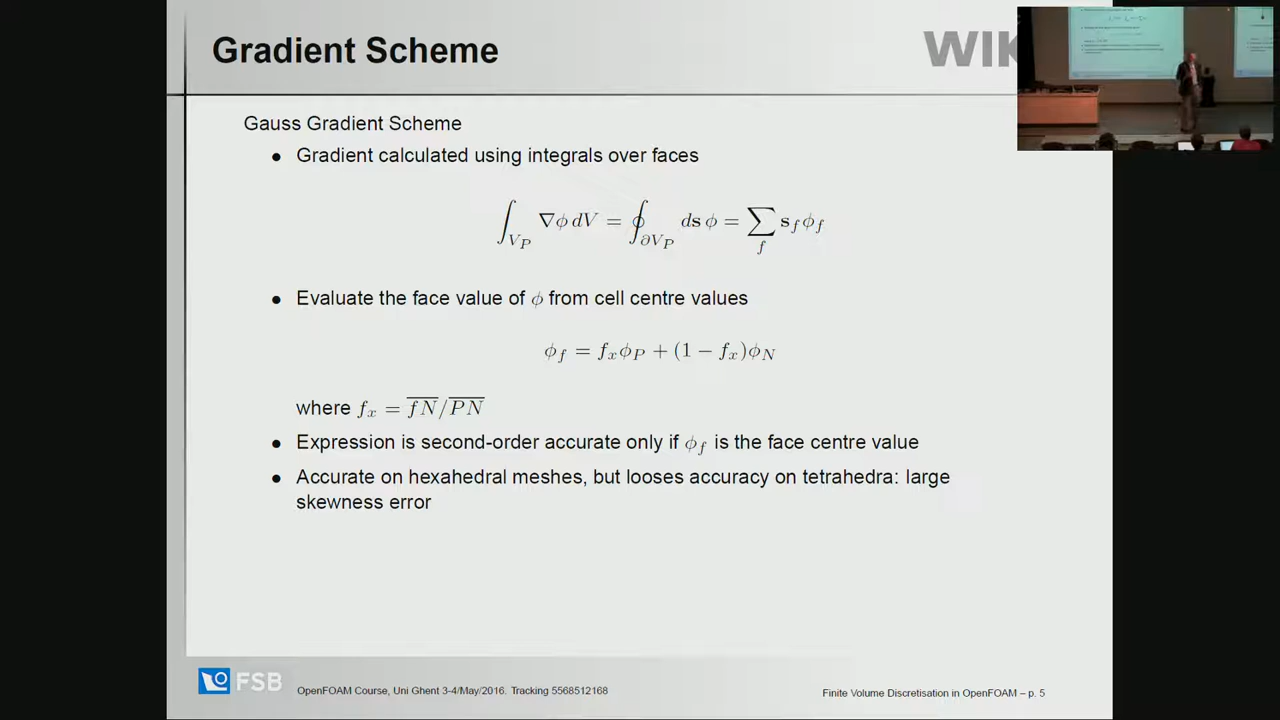 Gradient Scheme
WIK
Gauss Gradient Scheme
● Gradient calculated using integrals over faces
∫_{V_P} ∇ϕ dV = ∮_{∂V_P} ds ϕ = ∑_f s_f ϕ_f
● Evaluate the face value of ϕ from cell centre values
ϕ_f = f_x ϕ_P + (1 − f_x)ϕ_N
where f_x = \overline{fN}/\overline{PN}
● Expression is second-order accurate only if ϕ_f is the face centre value
● Accurate on hexahedral meshes, but looses accuracy on tetrahedra: large
skewness error
FSB
OpenFOAM Course, Uni Ghent 3-4/May/2016. Tracking 5568512168
Finite Volume Discretisation in OpenFOAM – p. 5